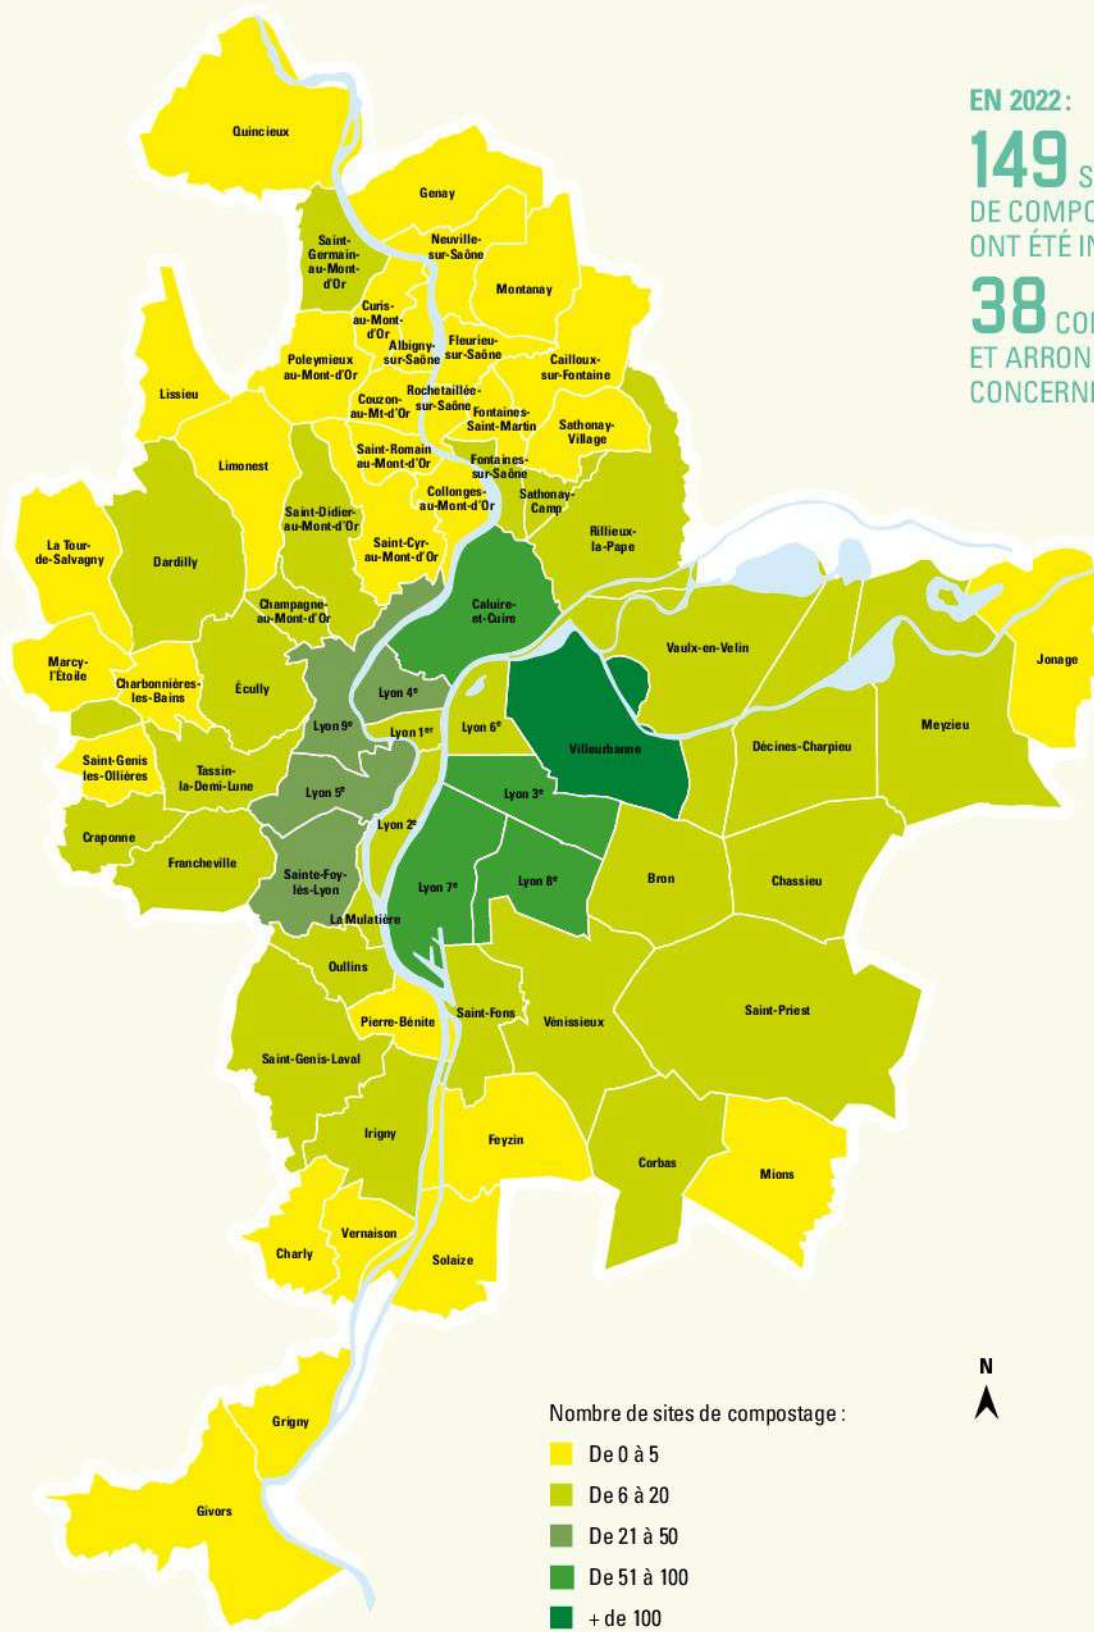 EN 2022 :
149 S
DE COMPO
ONT ÉTÉ IN
38 CO
ET ARRON
CONCERN
Quincieux
Genay
Neuville-
sur-Saône
Saint-
Germain-
au-Mont-
d'Or
Montanay
Curis-
au-Mont-
d'Or
Albigny-
sur-Saône
Fleurieu-
sur-Saône
Poleymieux
au-Mont-d'Or
Cailloux-
sur-Fontaine
Lissieu
Couzon-
au-Mt-d'Or
Rochetaillée-
sur-Saône
Fontaines-
Saint-Martin
Sathonay-
Village
Limonest
Saint-Romain
au-Mont-d'Or
Fontaines-
sur-Saône
Collonges-
au-Mont-d'Or
Sathonay-
Camp
Saint-Didier-
au-Mont-d'Or
Rillieux-
la-Pape
La Tour-
de-Salvagny
Saint-Cyr-
au-Mont-d'Or
Dardilly
Champagne-
au-Mont-d'Or
Caluire-
et-Cuire
Vaulx-en-Velin
Jonage
Marcy-
l'Étoile
Charbonnières-
les-Bains
Écully
Lyon 4e
Lyon 9e
Lyon 1er
Lyon 6e
Villeurbanne
Décines-Charpieu
Meyzieu
Saint-Genis
les-Ollières
Tassin-
la-Demi-Lune
Lyon 5e
Lyon 3e
Lyon 2e
Craponne
Francheville
Sainte-Foy-
lès-Lyon
Lyon 7e
Lyon 8e
Bron
Chassieu
La Mulatière
Oullins
Pierre-Bénite
Saint-Fons
Vénissieux
Saint-Priest
Saint-Genis-Laval
Irigny
Feyzin
Corbas
Mions
Charly
Vernaison
Solaize
Grigny
Givors
N
Nombre de sites de compostage :
De 0 à 5
De 6 à 20
De 21 à 50
De 51 à 100
+ de 100